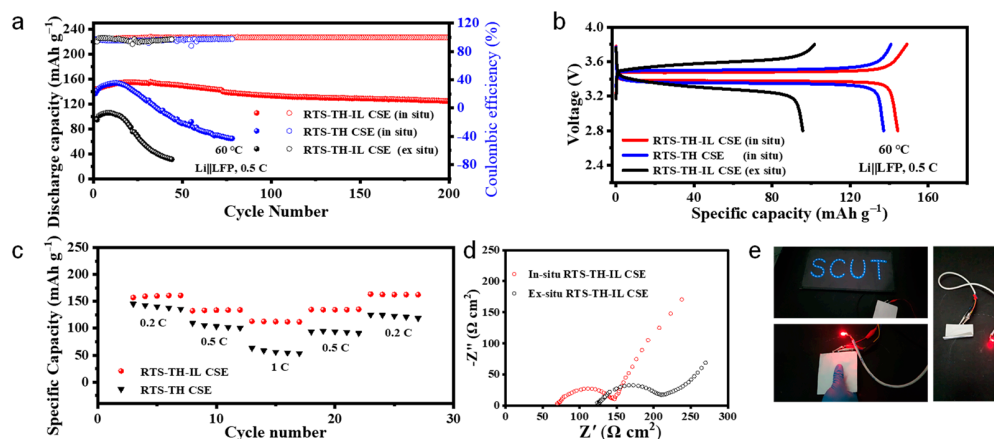 a
Discharge capacity (mAh g⁻¹)
240
200
160
120
80
40
0
100
80
40
0
-40
-80
Coulombic efficiency (%)
RTS-TH-IL CSE (in situ)
RTS-TH CSE (in situ)
RTS-TH-IL CSE (ex situ)
60 °C
Li||LFP, 0.5 C
0 50 100 150 200
Cycle Number
b
Voltage (V)
4.0
3.6
3.2
2.8
2.4
RTS-TH-IL CSE (in situ)
RTS-TH CSE (in situ)
RTS-TH-IL CSE (ex situ)
60 °C
Li||LFP, 0.5 C
0 40 80 120 160
Specific capacity (mAh g⁻¹)
c
Specific Capacity (mAh g⁻¹)
250
200
150
100
50
0
0.2 C
0.5 C
1 C
0.5 C
0.2 C
RTS-TH-IL CSE
RTS-TH CSE
0 10 20 30
Cycle number
d
-Z" (Ω cm²)
250
200
150
100
50
0
In-situ RTS-TH-IL CSE
Ex-situ RTS-TH-IL CSE
0 50 100 150 200 250 300
Z′ (Ω cm²)
e
SCUT